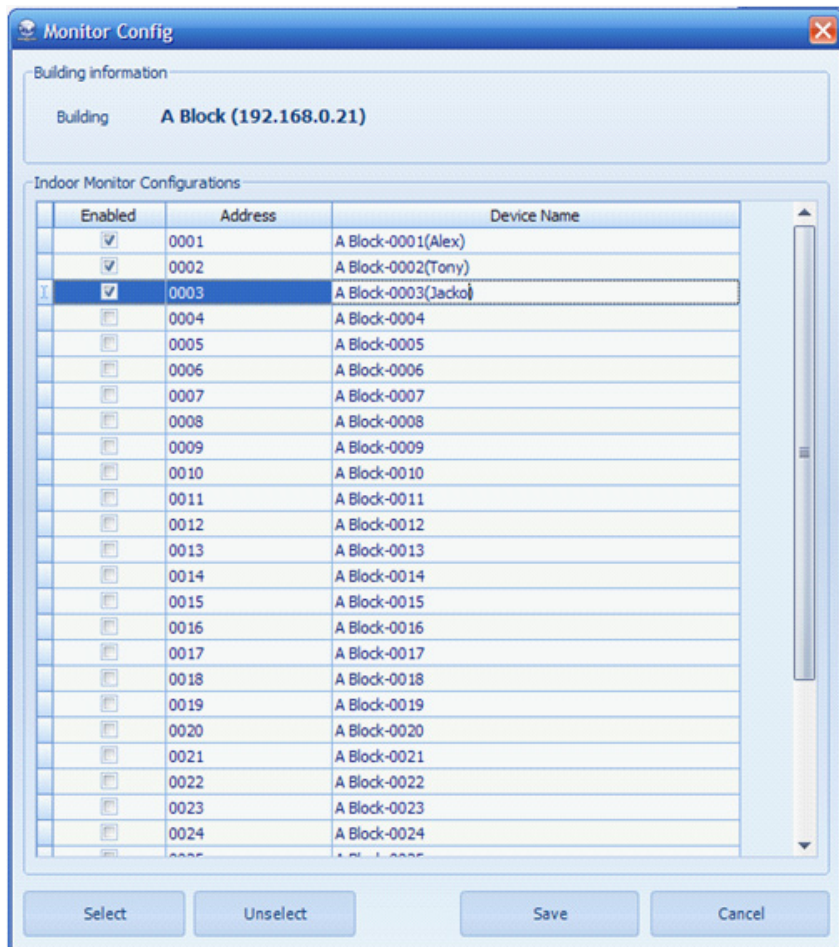 Monitor Config
Building information
Building A Block (192.168.0.21)
Indoor Monitor Configurations
Enabled Address Device Name
0001 A Block-0001(Alex)
0002 A Block-0002(Tony)
0003 A Block-0003(Jacko)
0004 A Block-0004
0005 A Block-0005
0006 A Block-0006
0007 A Block-0007
0008 A Block-0008
0009 A Block-0009
0010 A Block-0010
0011 A Block-0011
0012 A Block-0012
0013 A Block-0013
0014 A Block-0014
0015 A Block-0015
0016 A Block-0016
0017 A Block-0017
0018 A Block-0018
0019 A Block-0019
0020 A Block-0020
0021 A Block-0021
0022 A Block-0022
0023 A Block-0023
0024 A Block-0024
Select Unselect Save Cancel